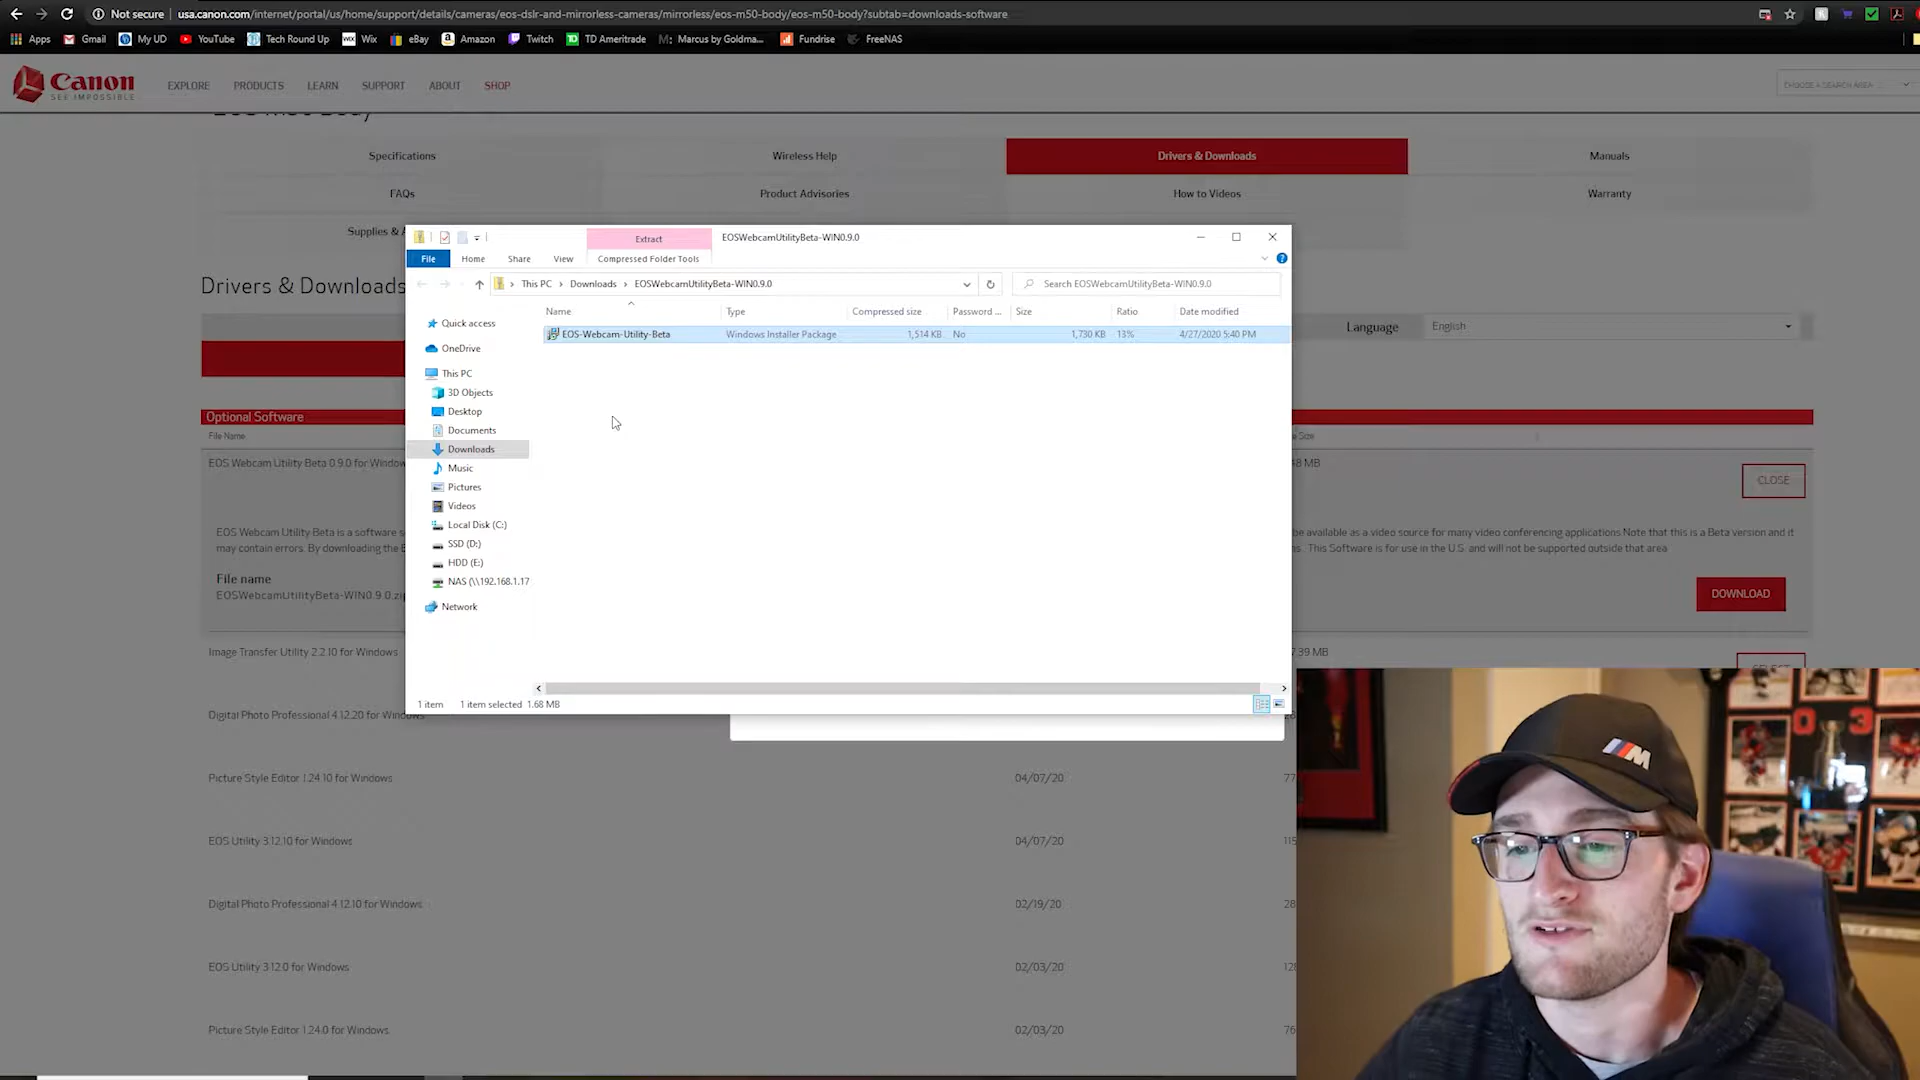 Not secure | usa.canon.com/internet/portal/us/home/support/details/cameras/eos-dslr-and-mirrorless-cameras/mirrorless/eos-m50-body/eos-m50-body?subtab=downloads-software
Apps Gmail My UD YouTube Tech Round Up Wix eBay Amazon Twitch TD Ameritrade Marcus by Goldma... Fundrise FreeNAS
Canon
SEE IMPOSSIBLE
EXPLORE PRODUCTS LEARN SUPPORT ABOUT SHOP
CHOOSE A SEARCH AREA
Specifications Wireless Help Drivers & Downloads Manuals
FAQs Product Advisories How to Videos Warranty
Supplies &
Extract EOSWebcamUtilityBeta-WIN0.9.0
File Home Share View Compressed Folder Tools
This PC > Downloads > EOSWebcamUtilityBeta-WIN0.9.0
Search EOSWebcamUtilityBeta-WIN0.9.0
Drivers & Downloads
Name Type Compressed size Password ... Size Ratio Date modified
EOS-Webcam-Utility-Beta Windows Installer Package 1,514 KB No 1,730 KB 13% 4/27/2020 5:40 PM
Language English
Quick access
OneDrive
This PC
3D Objects
Desktop
Documents
Downloads
Music
Pictures
Videos
Local Disk (C:)
SSD (D:)
HDD (E:)
NAS (\\192.168.1.17
Network
1 item 1 item selected 1.68 MB
Optional Software
File Name
EOS Webcam Utility Beta 0.9.0 for Window
48 MB
CLOSE
EOS Webcam Utility Beta is a software s
be available as a video source for many video conferencing applications.Note that this is a Beta version and it
may contain errors. By downloading the
. This Software is for use in the U.S. and will not be supported outside that area
File name
EOSWebcamUtilityBeta-WIN0.9.0.zip
DOWNLOAD
Image Transfer Utility 2.2.10 for Windows
7.39 MB
Digital Photo Professional 4.12.20 for Windows
Picture Style Editor 1.24.10 for Windows 04/07/20 77
EOS Utility 3.12.10 for Windows 04/07/20 115
Digital Photo Professional 4.12.10 for Windows 02/19/20 28
EOS Utility 3.12.0 for Windows 02/03/20 128
Picture Style Editor 1.24.0 for Windows 02/03/20 76
M
03